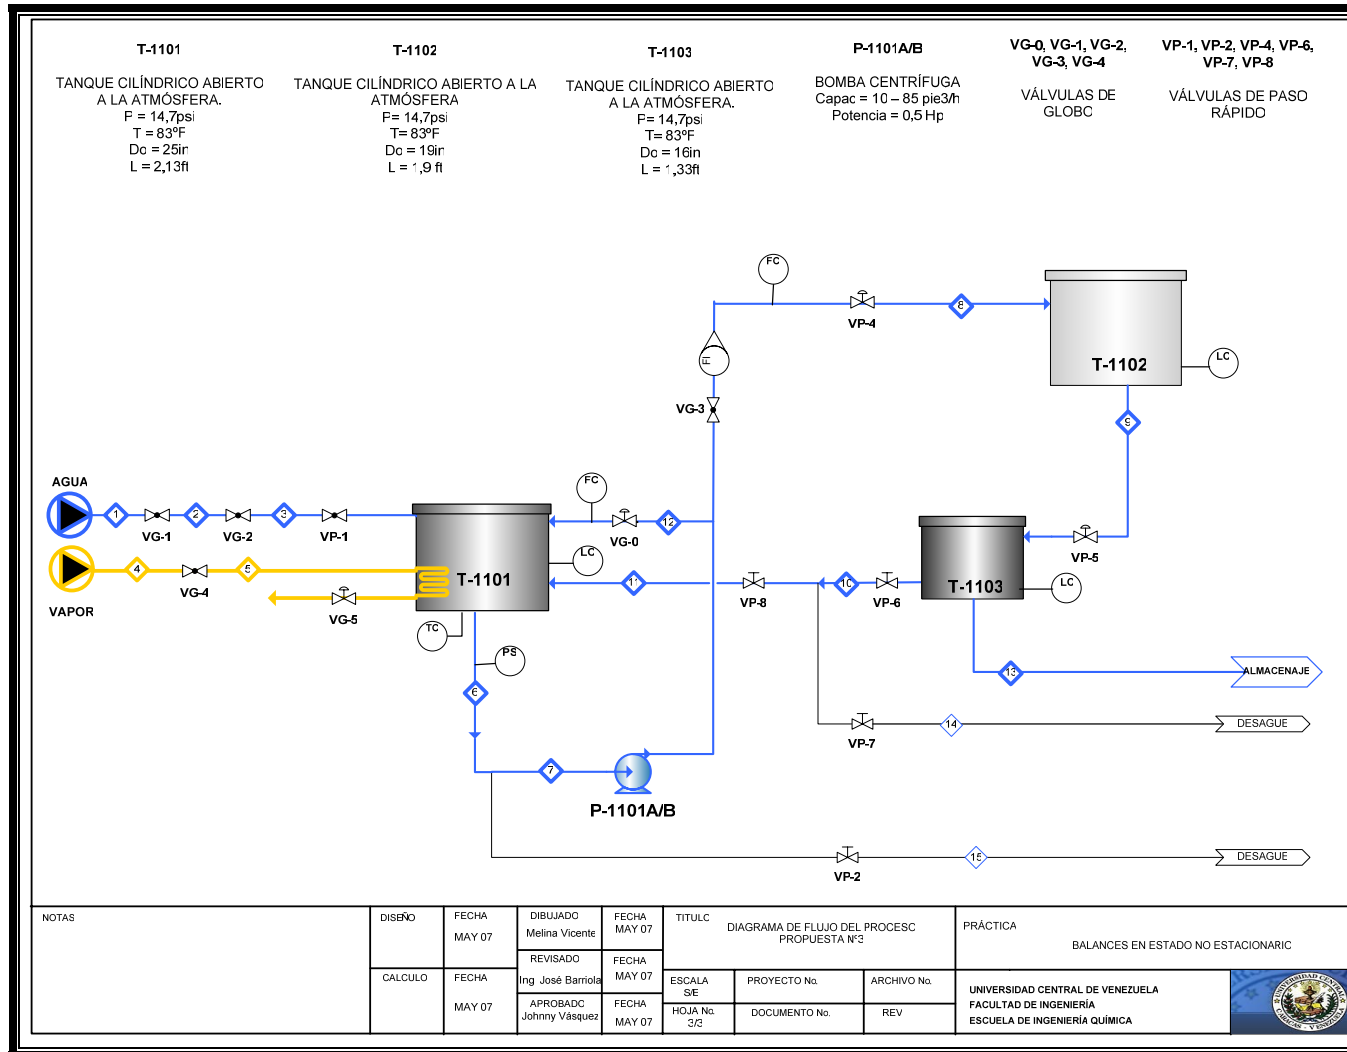 T-1101
TANQUE CILÍNDRICO ABIERTO
A LA ATMÓSFERA.
P = 14,7psi
T = 83ºF
Do = 25in
L = 2,13ft
T-1102
TANQUE CILÍNDRICO ABIERTO A LA
ATMÓSFERA
P= 14,7psi
T= 83ºF
Do = 19in
L = 1,9 ft
T-1103
TANQUE CILÍNDRICO ABIERTO
A LA ATMÓSFERA.
P= 14,7psi
T= 83ºF
Do = 16in
L = 1,33ft
P-1101A/B
BOMBA CENTRÍFUGA
Capac = 10 – 85 pie3/h
Potencia = 0,5 Hp
VG-0, VG-1, VG-2,
VG-3, VG-4
VÁLVULAS DE
GLOBO
VP-1, VP-2, VP-4, VP-6,
VP-7, VP-8
VÁLVULAS DE PASO
RÁPIDO
FC
VP-4
8
T-1102
LC
FI
VG-3
9
AGUA
1
VG-1
2
VG-2
3
VP-1
FC
VG-0
12
VP-5
LC
T-1101
VAPOR
4
VG-4
5
VG-5
11
VP-8
10
VP-6
T-1103
LC
TC
PS
6
13
ALMACENAJE
VP-7
14
DESAGUE
7
P-1101A/B
VP-2
15
DESAGUE
NOTAS
DISEÑO
FECHA
MAY 07
CALCULO
FECHA
MAY 07
DIBUJADO
Melina Vicente
FECHA
MAY 07
REVISADO
Ing José Barriola
FECHA
MAY 07
APROBADO
Johnny Vásquez
FECHA
MAY 07
TITULO
DIAGRAMA DE FLUJO DEL PROCESO
PROPUESTA Nº3
ESCALA
S/E
PROYECTO No.
ARCHIVO No.
HOJA No.
3/3
DOCUMENTO No.
REV
PRÁCTICA
BALANCES EN ESTADO NO ESTACIONARIO
UNIVERSIDAD CENTRAL DE VENEZUELA
FACULTAD DE INGENIERÍA
ESCUELA DE INGENIERÍA QUÍMICA
UNIVERSIDAD CENTRAL
CARACAS - VENEZUELA